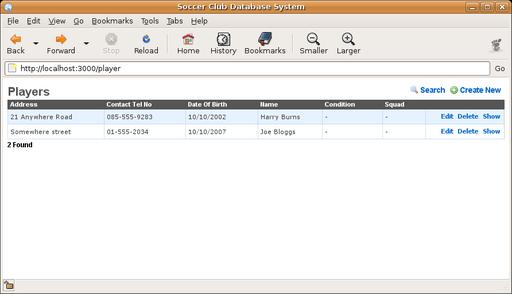 Soccer Club Database System
File Edit View Go Bookmarks Tools Tabs Help
Back Forward Stop Reload Home History Bookmarks Smaller Larger
http://localhost:3000/player Go
Players Search Create New
Address Contact Tel No Date Of Birth Name Condition Squad
21 Anywhere Road 085-555-9283 10/10/2002 Harry Burns - - Edit Delete Show
Somewhere street 01-555-2034 10/10/2007 Joe Bloggs - - Edit Delete Show
2 Found